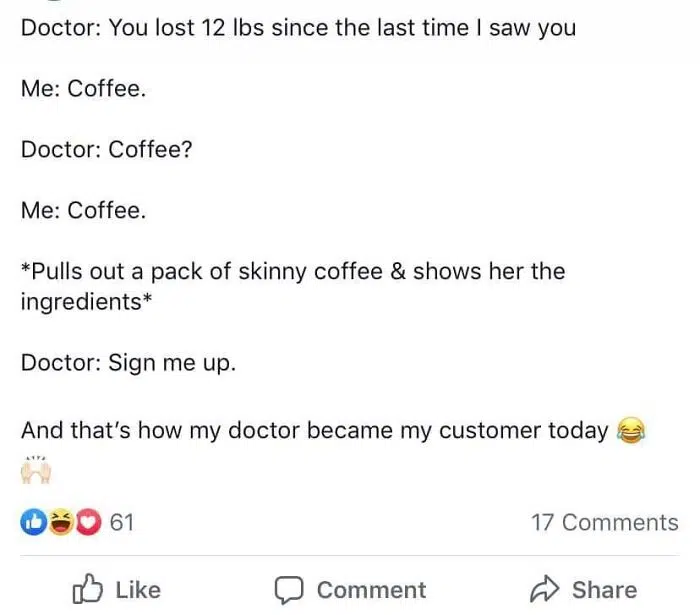 Doctor: You lost 12 lbs since the last time I saw you
Me: Coffee.
Doctor: Coffee?
Me: Coffee.
*Pulls out a pack of skinny coffee & shows her the
ingredients*
Doctor: Sign me up.
And that's how my doctor became my customer today 😂
🙌🏻
61
17 Comments
Like
Comment
Share